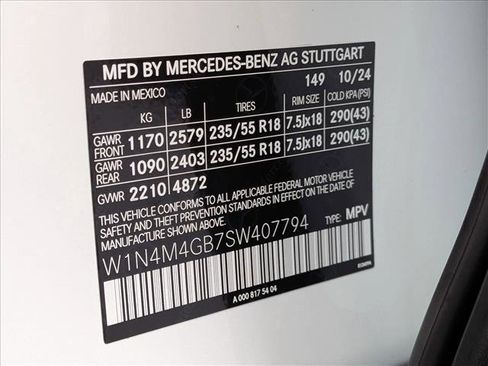 MFD BY MERCEDES-BENZ AG STUTTGART
149 10/24
MADE IN MEXICO
KG LB TIRES RIM SIZE COLD KPA(PSI)
GAWR FRONT 1170 2579 235/55 R18 7.5Jx18 290(43)
GAWR REAR 1090 2403 235/55 R18 7.5Jx18 290(43)
GVWR 2210 4872
THIS VEHICLE CONFORMS TO ALL APPLICABLE FEDERAL MOTOR VEHICLE
SAFETY AND THEFT PREVENTION STANDARDS IN EFFECT ON THE DATE OF
MANUFACTURE SHOWN ABOVE.
W1N4M4GB7SW407794 TYPE: MPV
A 000 817 54 04